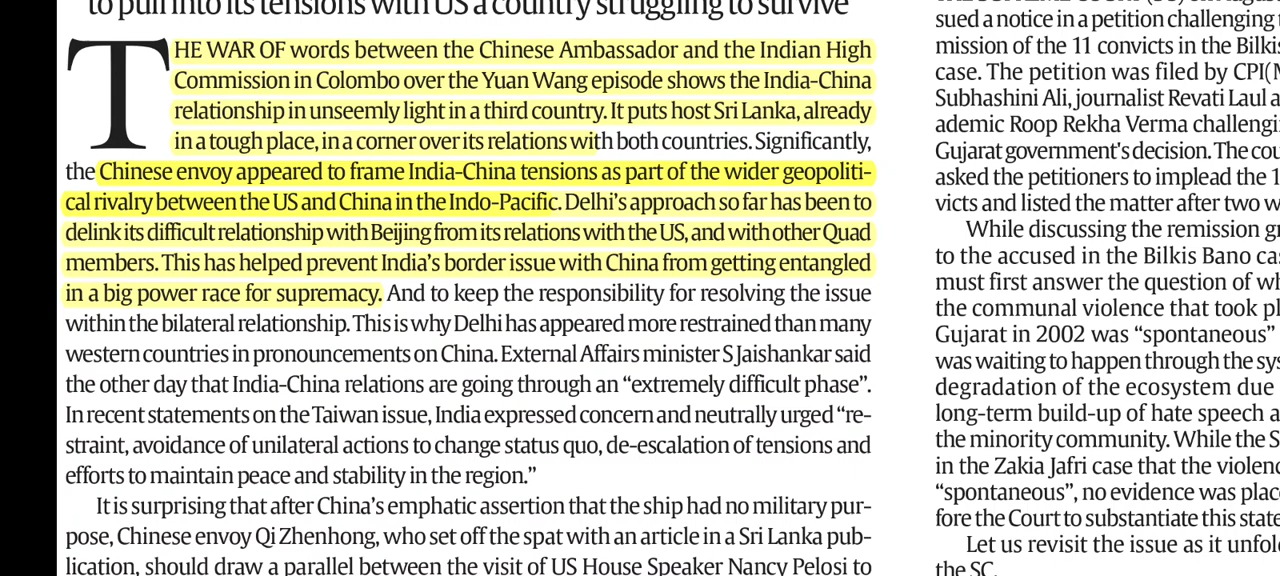 to pull into its tensions with US a country struggling to survive
THE WAR OF words between the Chinese Ambassador and the Indian High
Commission in Colombo over the Yuan Wang episode shows the India-China
relationship in unseemly light in a third country. It puts host Sri Lanka, already
in a tough place, in a corner over its relations with both countries. Significantly,
the Chinese envoy appeared to frame India-China tensions as part of the wider geopoliti-
cal rivalry between the US and China in the Indo-Pacific. Delhi's approach so far has been to
delink its difficult relationship with Beijing from its relations with the US, and with other Quad
members. This has helped prevent India's border issue with China from getting entangled
in a big power race for supremacy. And to keep the responsibility for resolving the issue
within the bilateral relationship. This is why Delhi has appeared more restrained than many
western countries in pronouncements on China. External Affairs minister S Jaishankar said
the other day that India-China relations are going through an “extremely difficult phase”.
In recent statements on the Taiwan issue, India expressed concern and neutrally urged “re-
straint, avoidance of unilateral actions to change status quo, de-escalation of tensions and
efforts to maintain peace and stability in the region.”
It is surprising that after China's emphatic assertion that the ship had no military pur-
pose, Chinese envoy Qi Zhenhong, who set off the spat with an article in a Sri Lanka pub-
lication, should draw a parallel between the visit of US House Speaker Nancy Pelosi to
sued a notice in a petition challenging
mission of the 11 convicts in the Bilkis
case. The petition was filed by CPI(M
Subhashini Ali, journalist Revati Laul a
ademic Roop Rekha Verma challengi
Gujarat government's decision. The cou
asked the petitioners to implead the 1
victs and listed the matter after two w
While discussing the remission gr
to the accused in the Bilkis Bano cas
must first answer the question of wh
the communal violence that took pl
Gujarat in 2002 was “spontaneous”
was waiting to happen through the sys
degradation of the ecosystem due
long-term build-up of hate speech a
the minority community. While the S
in the Zakia Jafri case that the violenc
“spontaneous”, no evidence was place
fore the Court to substantiate this state
Let us revisit the issue as it unfol
the SC.